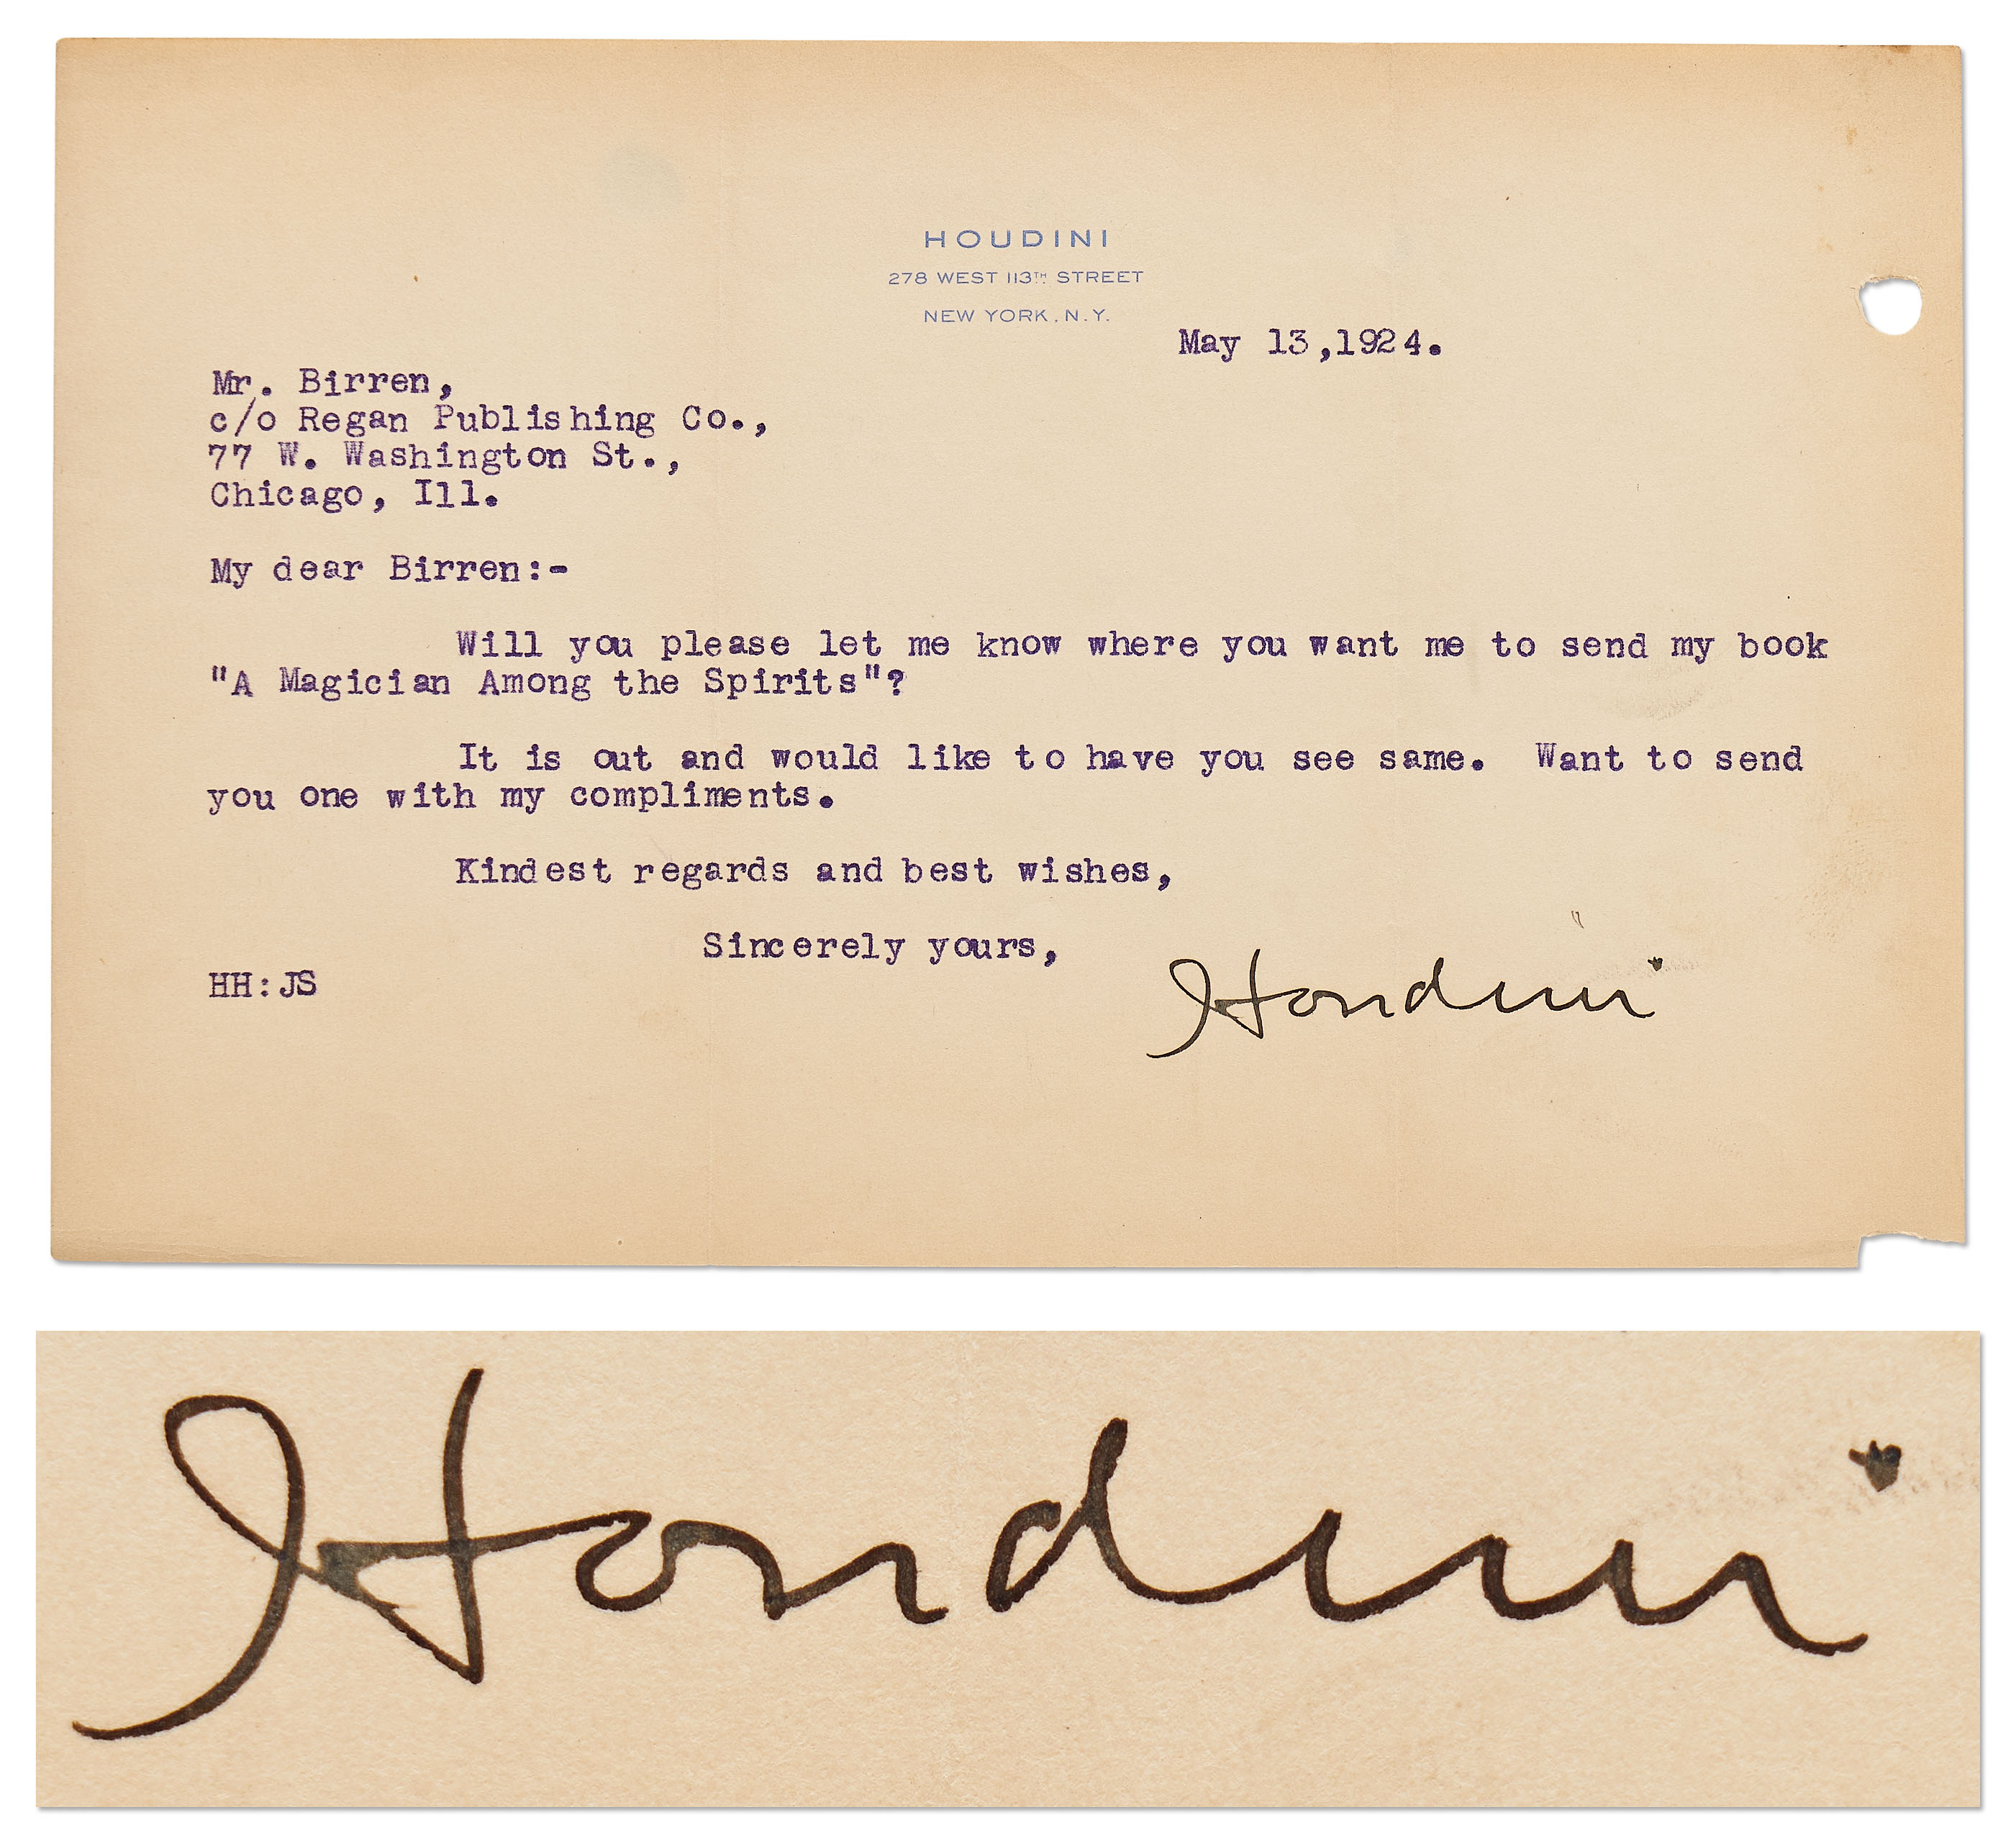 HOUDINI
278 WEST 113TH STREET
NEW YORK, N.Y.
May 13,1924.
Mr. Birren,
c/o Regan Publishing Co.,
77 W. Washington St.,
Chicago, Ill.
My dear Birren:-
Will you please let me know where you want me to send my book
"A Magician Among the Spirits"?
It is out and would like to have you see same. Want to send
you one with my compliments.
Kindest regards and best wishes,
Sincerely yours,
HH:JS
Houdini
Houdini